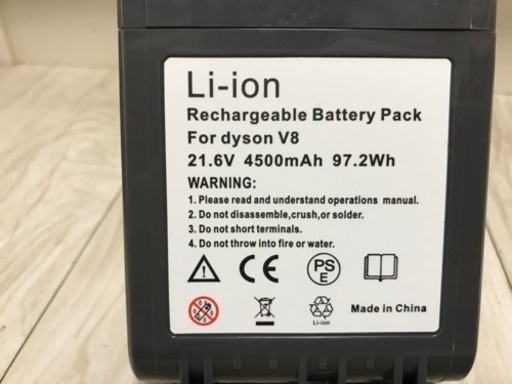 Li-ion
Rechargeable Battery Pack
For dyson V8
21.6V 4500mAh 97.2Wh
WARNING:
1. Please read and understand operations manual.
2. Do not disassemble,crush,or solder.
3. Do not short terminals.
4. Do not throw into fire or water.
CE PS E
Li-ion
Made in China